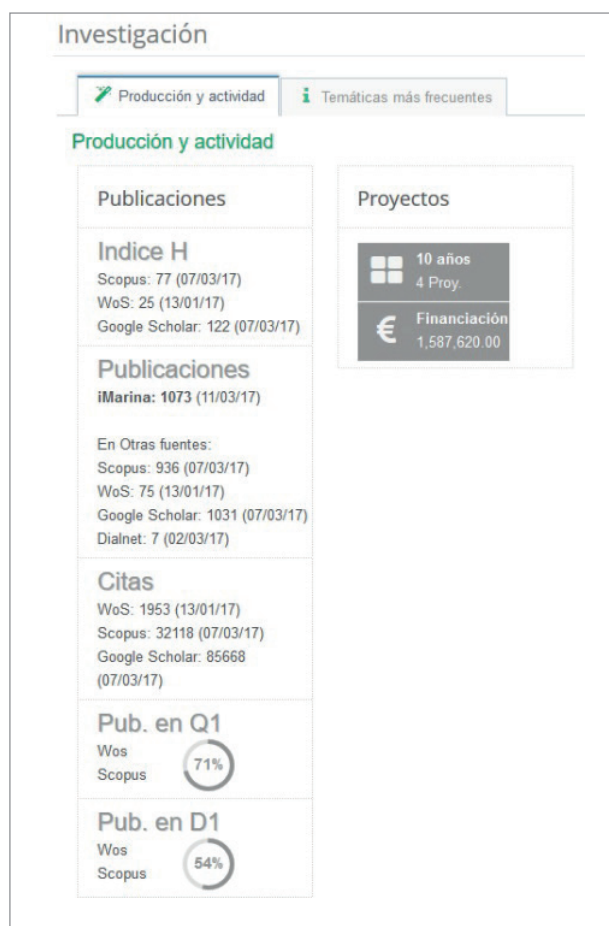 Investigación
Producción y actividad
Temáticas más frecuentes
Producción y actividad
Publicaciones
Indice H
Scopus: 77 (07/03/17)
WoS: 25 (13/01/17)
Google Scholar: 122 (07/03/17)
Publicaciones
iMarina: 1073 (11/03/17)
En Otras fuentes:
Scopus: 936 (07/03/17)
WoS: 75 (13/01/17)
Google Scholar: 1031 (07/03/17)
Dialnet: 7 (02/03/17)
Citas
WoS: 1953 (13/01/17)
Scopus: 32118 (07/03/17)
Google Scholar: 85668
(07/03/17)
Pub. en Q1
Wos
Scopus
71%
Pub. en D1
Wos
Scopus
54%
Proyectos
10 años
4 Proy.
€
Financiación
1,587,620.00